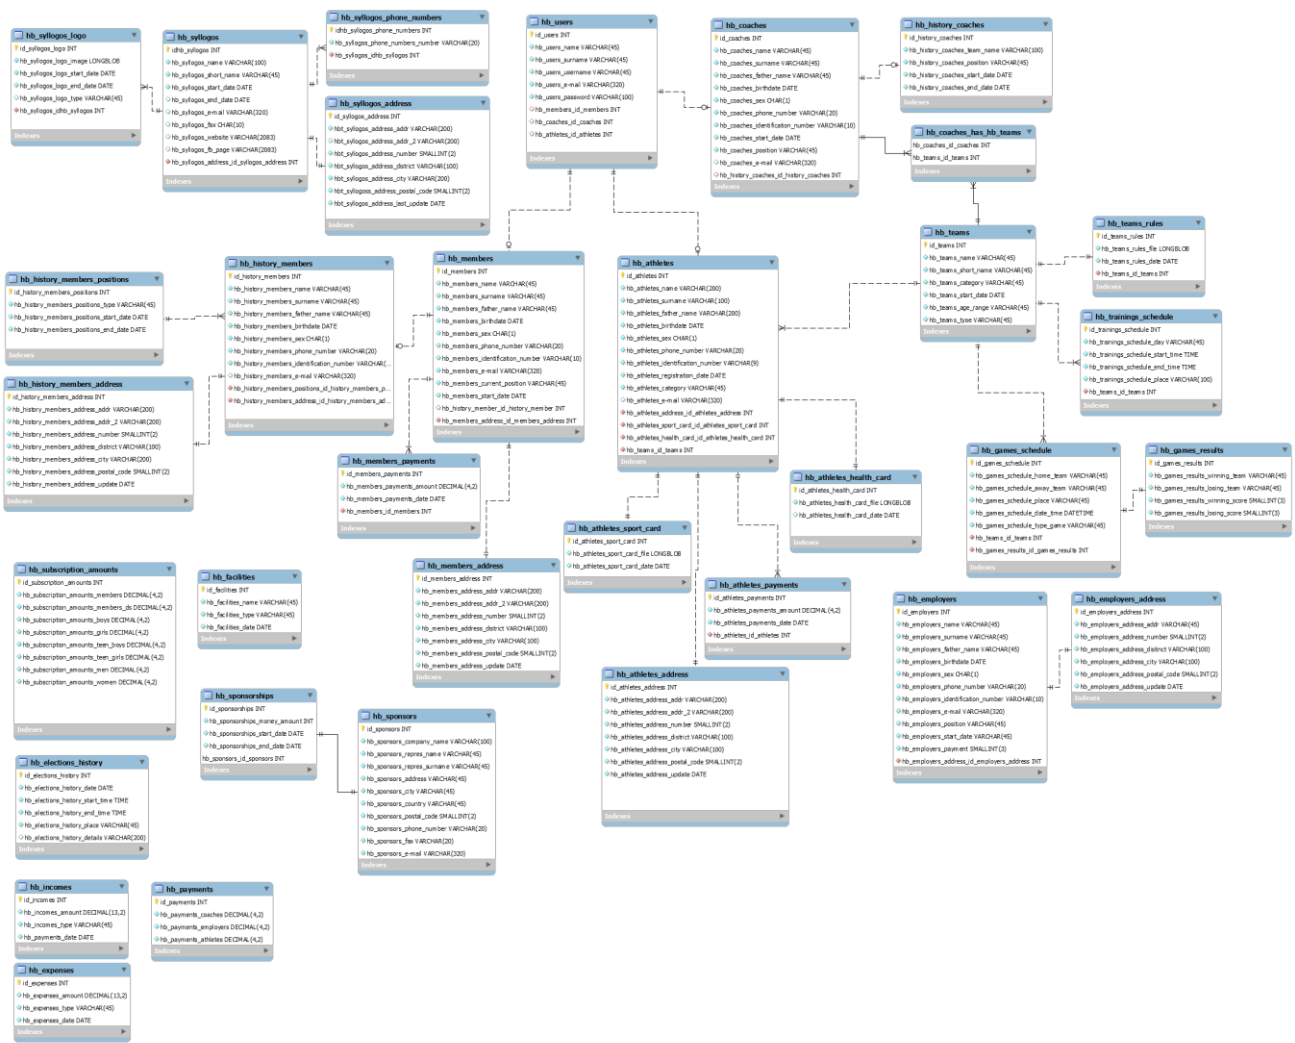 hb_syllogos_logo
id_syllogos_logo INT
hb_syllogos_logo_image LONGBLOB
hb_syllogos_logo_start_date DATE
hb_syllogos_logo_end_date DATE
hb_syllogos_logo_type VARCHAR(45)
hb_syllogos_idhb_syllogos INT
Indexes
hb_syllogos
idhb_syllogos INT
hb_syllogos_name VARCHAR(100)
hb_syllogos_short_name VARCHAR(45)
hb_syllogos_start_date DATE
hb_syllogos_end_date DATE
hb_syllogos_e-mail VARCHAR(320)
hb_syllogos_fax CHAR(10)
hb_syllogos_website VARCHAR(2083)
hb_syllogos_fb_page VARCHAR(2083)
hb_syllogos_address_id_syllogos_address INT
Indexes
hb_syllogos_phone_numbers
idhb_syllogos_phone_numbers INT
hb_syllogos_phone_numbers_number VARCHAR(20)
hb_syllogos_idhb_syllogos INT
Indexes
hb_syllogos_address
id_syllogos_address INT
hbt_syllogos_address_addr VARCHAR(200)
hbt_syllogos_address_addr_2 VARCHAR(200)
hbt_syllogos_address_number SMALLINT(2)
hbt_syllogos_address_district VARCHAR(100)
hbt_syllogos_address_city VARCHAR(200)
hbt_syllogoss_address_postal_code SMALLINT(2)
hbt_syllogos_address_last_update DATE
Indexes
hb_users
id_users INT
hb_users_name VARCHAR(45)
hb_users_surname VARCHAR(45)
hb_users_username VARCHAR(45)
hb_users_e-mail VARCHAR(320)
hb_users_password VARCHAR(100)
hb_members_id_members INT
hb_coaches_id_coaches INT
hb_athletes_id_athletes INT
Indexes
hb_coaches
id_coaches INT
hb_coaches_name VARCHAR(45)
hb_coaches_surname VARCHAR(45)
hb_coaches_father_name VARCHAR(45)
hb_coaches_birthdate DATE
hb_coaches_sex CHAR(1)
hb_coaches_phone_number VARCHAR(20)
hb_coaches_identification_number VARCHAR(10)
hb_coaches_start_date DATE
hb_coaches_position VARCHAR(45)
hb_coaches_e-mail VARCHAR(320)
hb_history_coaches_id_history_coaches INT
Indexes
hb_history_coaches
id_history_coaches INT
hb_history_coaches_team_name VARCHAR(100)
hb_history_coaches_position VARCHAR(45)
hb_history_coaches_start_date DATE
hb_history_coaches_end_date DATE
Indexes
hb_coaches_has_hb_teams
hb_coaches_id_coaches INT
hb_teams_id_teams INT
Indexes
hb_teams
id_teams INT
hb_teams_name VARCHAR(45)
hb_teams_short_name VARCHAR(45)
hb_teams_category VARCHAR(45)
hb_teams_start_date DATE
hb_teams_age_range VARCHAR(45)
hb_teams_type VARCHAR(45)
Indexes
hb_teams_rules
id_teams_rules INT
hb_teams_rules_file LONGBLOB
hb_teams_rules_date DATE
hb_teams_id_teams INT
Indexes
hb_trainings_schedule
id_trainings_schedule INT
hb_trainings_schedule_day VARCHAR(45)
hb_trainings_schedule_start_time TIME
hb_trainings_schedule_end_time TIME
hb_trainings_schedule_place VARCHAR(100)
hb_teams_id_teams INT
Indexes
hb_history_members_positions
id_history_members_positions INT
hb_history_members_positions_type VARCHAR(45)
hb_history_members_positions_start_date DATE
hb_history_members_positions_end_date DATE
Indexes
hb_history_members
id_history_members INT
hb_history_members_name VARCHAR(45)
hb_history_members_surname VARCHAR(45)
hb_history_members_father_name VARCHAR(45)
hb_history_members_birthdate DATE
hb_history_members_sex CHAR(1)
hb_history_members_phone_number VARCHAR(20)
hb_history_members_identification_number VARCHAR(...
hb_history_members_e-mail VARCHAR(320)
hb_history_members_positions_id_history_members_p...
hb_history_members_address_id_history_members_ad...
Indexes
hb_members
id_members INT
hb_members_name VARCHAR(45)
hb_members_surname VARCHAR(45)
hb_members_father_name VARCHAR(45)
hb_members_birthdate DATE
hb_members_sex CHAR(1)
hb_members_phone_number VARCHAR(20)
hb_members_identification_number VARCHAR(10)
hb_members_e-mail VARCHAR(320)
hb_members_current_position VARCHAR(45)
hb_members_start_date DATE
hb_history_member_id_history_member INT
hb_members_address_id_members_address INT
Indexes
hb_athletes
id_athletes INT
hb_athletes_name VARCHAR(200)
hb_athletes_surname VARCHAR(100)
hb_athletes_father_name VARCHAR(200)
hb_athletes_birthdate DATE
hb_athletes_sex CHAR(1)
hb_athletes_phone_number VARCHAR(20)
hb_athletes_identification_number VARCHAR(9)
hb_athletes_registration_date DATE
hb_athletes_category VARCHAR(45)
hb_athletes_e-mail VARCHAR(320)
hb_athletes_address_id_athletes_address INT
hb_athletes_sport_card_id_athletes_sport_card INT
hb_athletes_health_card_id_athletes_health_card INT
hb_teams_id_teams INT
Indexes
hb_history_members_address
id_history_members_address INT
hb_history_members_address_addr VARCHAR(200)
hb_history_members_address_addr_2 VARCHAR(200)
hb_history_members_address_number SMALLINT(2)
hb_history_members_address_district VARCHAR(100)
hb_history_members_address_city VARCHAR(200)
hb_history_members_address_postal_code SMALLINT(2)
hb_history_members_address_update DATE
Indexes
hb_members_payments
id_members_payments INT
hb_members_payments_amount DECIMAL(4,2)
hb_members_payments_date DATE
hb_members_id_members INT
Indexes
hb_athletes_health_card
id_athletes_health_card INT
hb_athletes_health_card_file LONGBLOB
hb_athletes_health_card_date DATE
Indexes
hb_games_schedule
id_games_schedule INT
hb_games_schedule_home_team VARCHAR(45)
hb_games_schedule_away_team VARCHAR(45)
hb_games_schedule_place VARCHAR(45)
hb_games_schedule_date_time DATETIME
hb_games_schedule_type_game VARCHAR(45)
hb_teams_id_teams INT
hb_games_results_id_games_results INT
Indexes
hb_games_results
id_games_results INT
hb_games_results_winning_team VARCHAR(45)
hb_games_results_losing_team VARCHAR(45)
hb_games_results_winning_score SMALLINT(3)
hb_games_results_losing_score SMALLINT(3)
Indexes
hb_athletes_sport_card
id_athletes_sport_card INT
hb_athletes_sport_card_file LONGBLOB
hb_athletes_sport_card_date DATE
Indexes
hb_subscription_amounts
id_subscription_amounts INT
hb_subscription_amounts_members DECIMAL(4,2)
hb_subscription_amounts_members_ds DECIMAL(4,2)
hb_subscription_amounts_boys DECIMAL(4,2)
hb_subscription_amounts_girls DECIMAL(4,2)
hb_subscription_amounts_teen_boys DECIMAL(4,2)
hb_subscription_amounts_teen_girls DECIMAL(4,2)
hb_subscription_amounts_men DECIMAL(4,2)
hb_subscription_amounts_women DECIMAL(4,2)
Indexes
hb_facilities
id_facilities INT
hb_facilities_name VARCHAR(45)
hb_facilities_type VARCHAR(45)
hb_facilities_date DATE
Indexes
hb_members_address
id_members_address INT
hb_members_address_addr VARCHAR(200)
hb_members_address_addr_2 VARCHAR(200)
hb_members_address_number SMALLINT(2)
hb_members_address_district VARCHAR(100)
hb_members_address_city VARCHAR(100)
hb_members_address_postal_code SMALLINT(2)
hb_members_address_update DATE
Indexes
hb_athletes_payments
id_athletes_payments INT
hb_athletes_payments_amount DECIMAL(4,2)
hb_athletes_payments_date DATE
hb_athletes_id_athletes INT
Indexes
hb_employers
id_employers INT
hb_employers_name VARCHAR(45)
hb_employers_surname VARCHAR(45)
hb_employers_father_name VARCHAR(45)
hb_employers_birthdate DATE
hb_employers_sex CHAR(1)
hb_employers_phone_number VARCHAR(20)
hb_employers_identification_number VARCHAR(10)
hb_employers_e-mail VARCHAR(320)
hb_employers_position VARCHAR(45)
hb_employers_start_date VARCHAR(45)
hb_employers_payment SMALLINT(3)
hb_employers_address_id_employers_address INT
Indexes
hb_employers_address
id_employers_address INT
hb_employers_address_addr VARCHAR(45)
hb_employers_address_number SMALLINT(2)
hb_employers_address_distinct VARCHAR(100)
hb_employers_address_city VARCHAR(100)
hb_employers_address_postal_code SMALLINT(2)
hb_employers_address_update DATE
Indexes
hb_athletes_address
id_athletes_address INT
hb_athletes_address_addr VARCHAR(200)
hb_athletes_address_addr_2 VARCHAR(200)
hb_athletes_address_number SMALLINT(2)
hb_athletes_address_district VARCHAR(100)
hb_athletes_address_city VARCHAR(100)
hb_athletes_address_postal_code SMALLINT(2)
hb_athletes_address_update DATE
Indexes
hb_sponsorships
id_sponsorships INT
hb_sponsorships_money_amount INT
hb_sponsorships_start_date DATE
hb_sponsorships_end_date DATE
hb_sponsors_id_sponsors INT
Indexes
hb_sponsors
id_sponsors INT
hb_sponsors_company_name VARCHAR(100)
hb_sponsors_repres_name VARCHAR(45)
hb_sponsors_repres_surname VARCHAR(45)
hb_sponsors_address VARCHAR(45)
hb_sponsors_city VARCHAR(45)
hb_sponsors_country VARCHAR(45)
hb_sponsors_postal_code SMALLINT(2)
hb_sponsors_phone_number VARCHAR(20)
hb_sponsors_fax VARCHAR(20)
hb_sponsors_e-mail VARCHAR(320)
Indexes
hb_elections_history
id_elections_history INT
hb_elections_history_date DATE
hb_elections_history_start_time TIME
hb_elections_history_end_time TIME
hb_elections_history_place VARCHAR(45)
hb_elections_history_details VARCHAR(200)
Indexes
hb_incomes
id_incomes INT
hb_incomes_amount DECIMAL(13,2)
hb_incomes_type VARCHAR(45)
hb_payments_date DATE
Indexes
hb_payments
id_payments INT
hb_payments_coaches DECIMAL(4,2)
hb_payments_employers DECIMAL(4,2)
hb_payments_athletes DECIMAL(4,2)
Indexes
hb_expenses
id_expenses INT
hb_expenses_amount DECIMAL(13,2)
hb_expenses_type VARCHAR(45)
hb_expenses_date DATE
Indexes